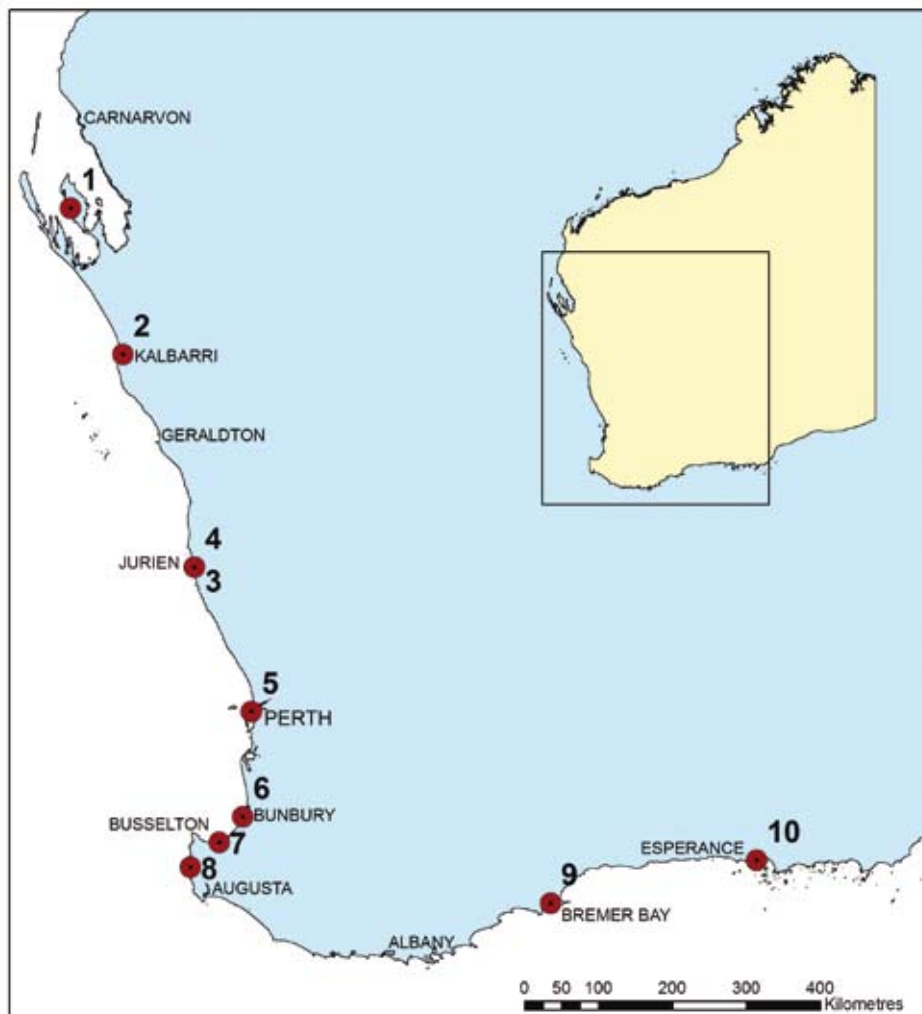 CARNARVON
1
2
KALBARRI
GERALDTON
4
JURIEN
3
5
PERTH
6
BUNBURY
BUSSELTON
7
8
AUGUSTA
ESPERANCE
10
9
BREMER BAY
ALBANY
0 50 100 200 300 400
Kilometres